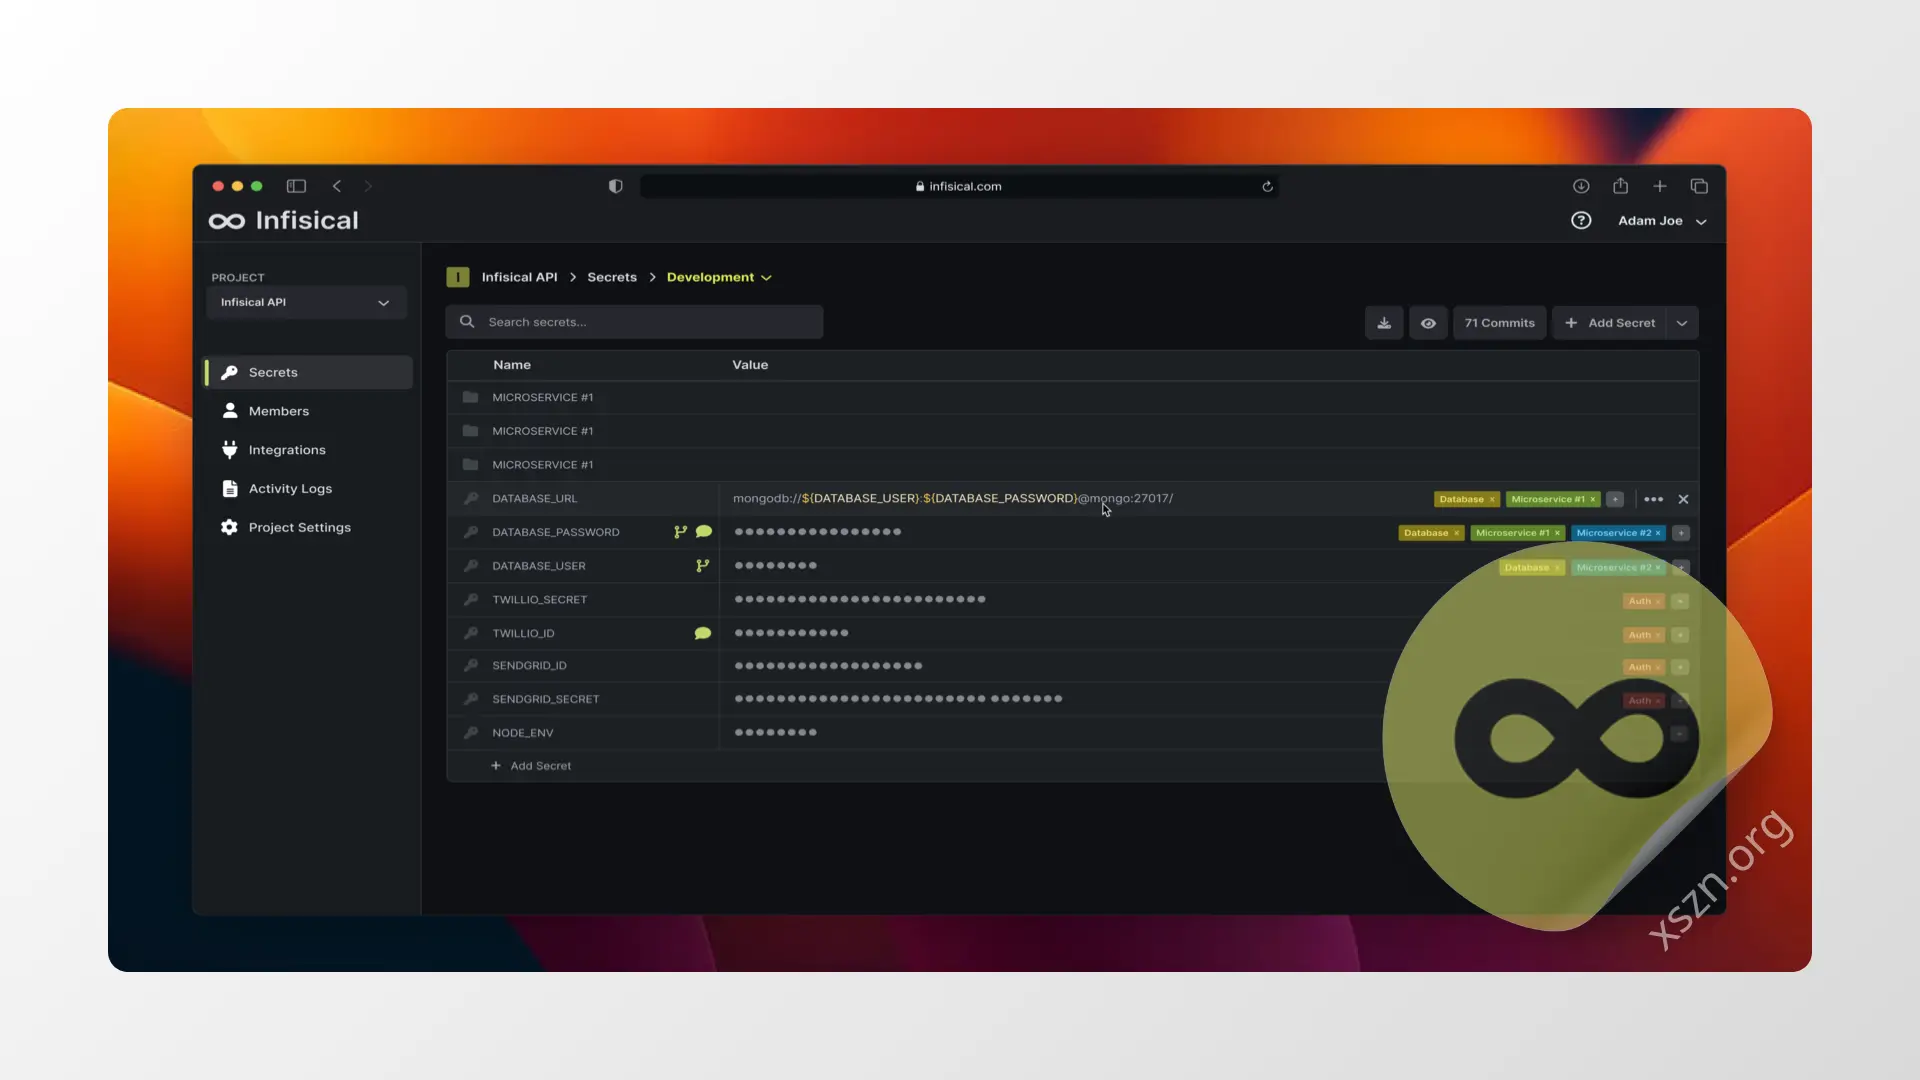 infisical.com
Infisical
Adam Joe
PROJECT
Infisical API
Secrets
Members
Integrations
Activity Logs
Project Settings
I Infisical API > Secrets > Development
Search secrets...
71 Commits
+ Add Secret
Name Value
MICROSERVICE #1
MICROSERVICE #1
MICROSERVICE #1
DATABASE_URL mongodb://${DATABASE_USER}:${DATABASE_PASSWORD}@mongo:27017/ Database × Microservice #1 × +
DATABASE_PASSWORD Database × Microservice #1 × Microservice #2 × +
DATABASE_USER Database × Microservice #2 × +
TWILLIO_SECRET Auth ×
TWILLIO_ID Auth ×
SENDGRID_ID Auth ×
SENDGRID_SECRET Auth ×
NODE_ENV
+ Add Secret
xszn.org